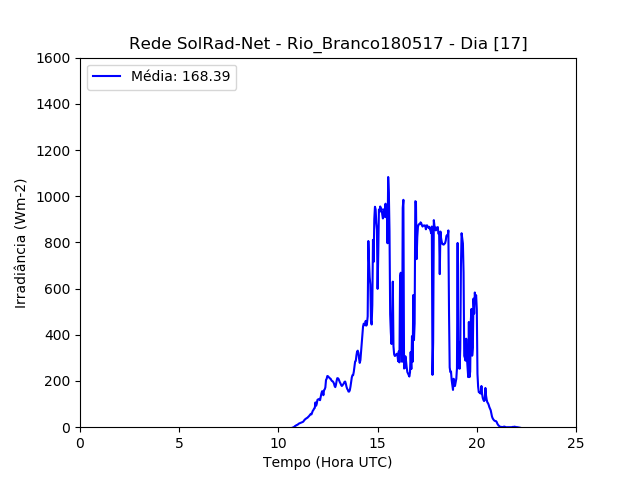 Rede SolRad-Net - Rio_Branco180517 - Dia [17]
Média: 168.39
Irradiância (Wm-2)
1600
1400
1200
1000
800
600
400
200
0
0 5 10 15 20 25
Tempo (Hora UTC)